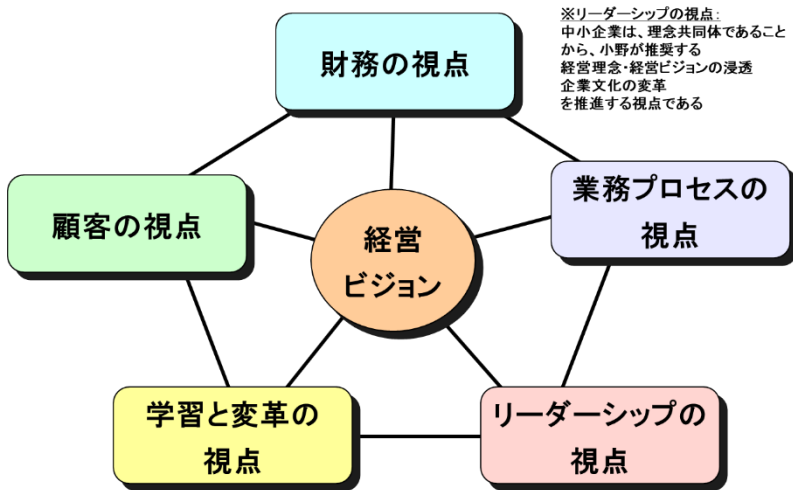 ※リーダーシップの視点:
中小企業は、理念共同体であること
から、小野が推奨する
経営理念・経営ビジョンの浸透
企業文化の変革
を推進する視点である
財務の視点
顧客の視点
業務プロセスの
視点
経営
ビジョン
学習と変革の
視点
リーダーシップの
視点